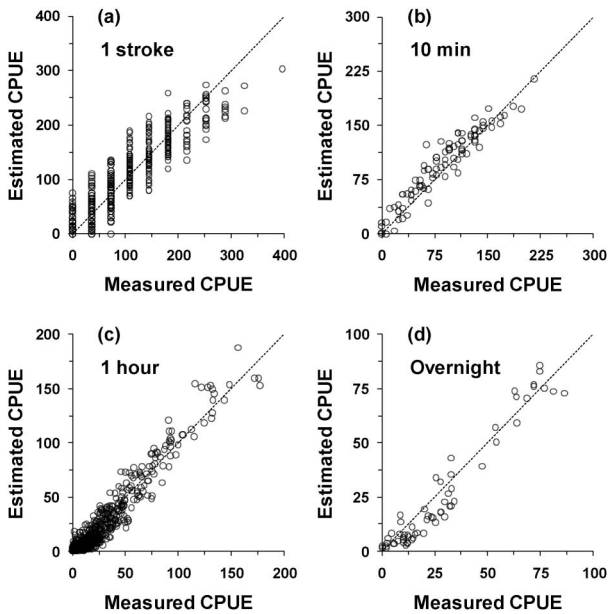 (a)
1 stroke
Estimated CPUE
400
300
200
100
0
0 100 200 300 400
Measured CPUE
(b)
10 min
Estimated CPUE
300
225
150
75
0
0 75 150 225 300
Measured CPUE
(c)
1 hour
Estimated CPUE
200
150
100
50
0
0 50 100 150 200
Measured CPUE
(d)
Overnight
Estimated CPUE
100
75
50
25
0
0 25 50 75 100
Measured CPUE